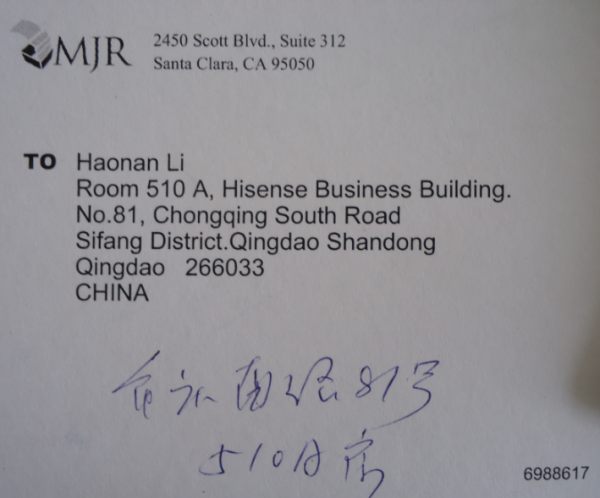 MJR
2450 Scott Blvd., Suite 312
Santa Clara, CA 95050
TO Haonan Li
Room 510 A, Hisense Business Building.
No.81, Chongqing South Road
Sifang District.Qingdao Shandong
Qingdao 266033
CHINA
重庆南路81号
510A房
6988617